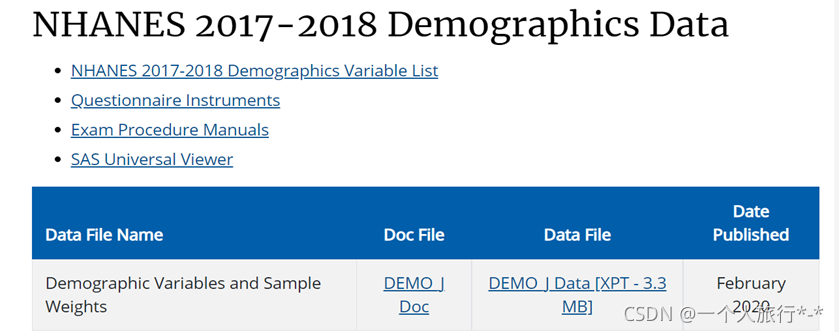 NHANES 2017-2018 Demographics Data
NHANES 2017-2018 Demographics Variable List
Questionnaire Instruments
Exam Procedure Manuals
SAS Universal Viewer
Data File Name
Doc File
Data File
Date
Published
Demographic Variables and Sample
Weights
DEMO_J
Doc
DEMO_J Data [XPT - 3.3
MB]
February
2020
CSDN @一个人旅行*-*